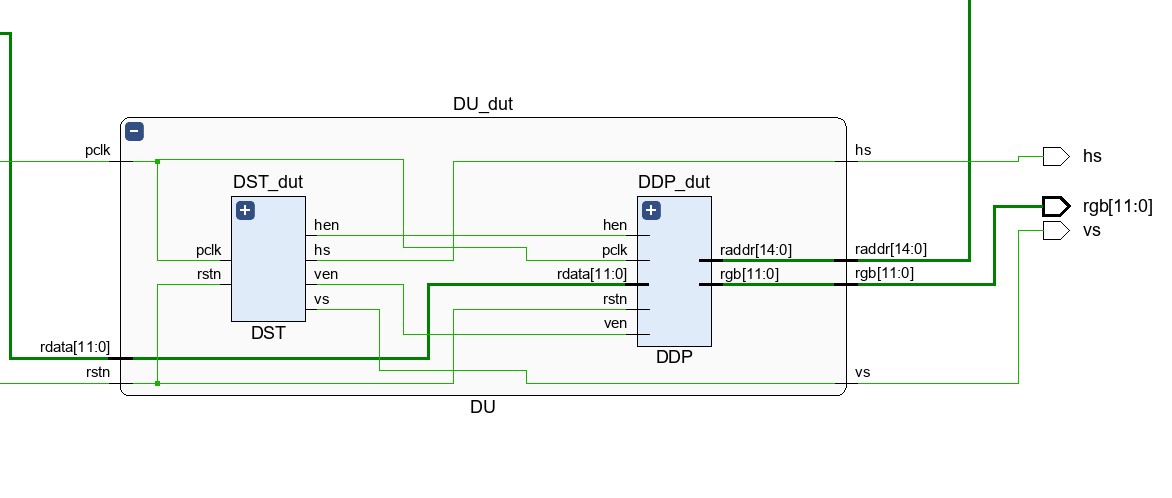 DU_dut
pclk
hs
hs
DST_dut
DDP_dut
rgb[11:0]
hen
hen
vs
pclk
hs
pclk
raddr[14:0]
raddr[14:0]
rstn
ven
rdata[11:0]
rgb[11:0]
rgb[11:0]
vs
rstn
ven
DST
DDP
rdata[11:0]
rstn
vs
DU